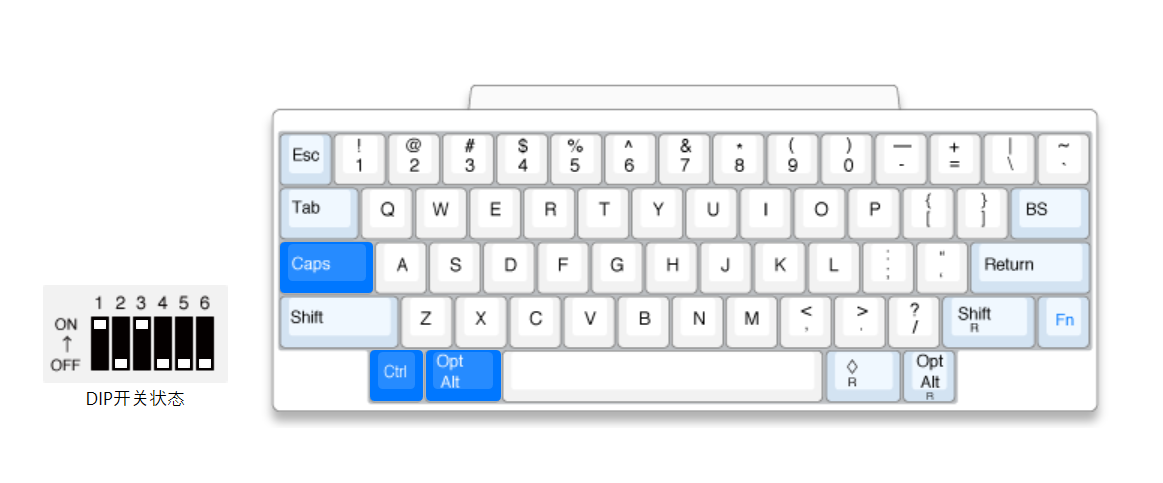 Esc ! 1 @ 2 # 3 $ 4 % 5 ^ 6 & 7 * 8 ( 9 ) 0 — - + = | \ ~ `
Tab Q W E R T Y U I O P { [ } ] BS
Caps A S D F G H J K L : ; " ‘ Return
Shift Z X C V B N M < , > . ? / Shift R Fn
Ctrl Opt Alt ◊ R Opt Alt R
1 2 3 4 5 6
ON
↑
OFF
DIP开关状态